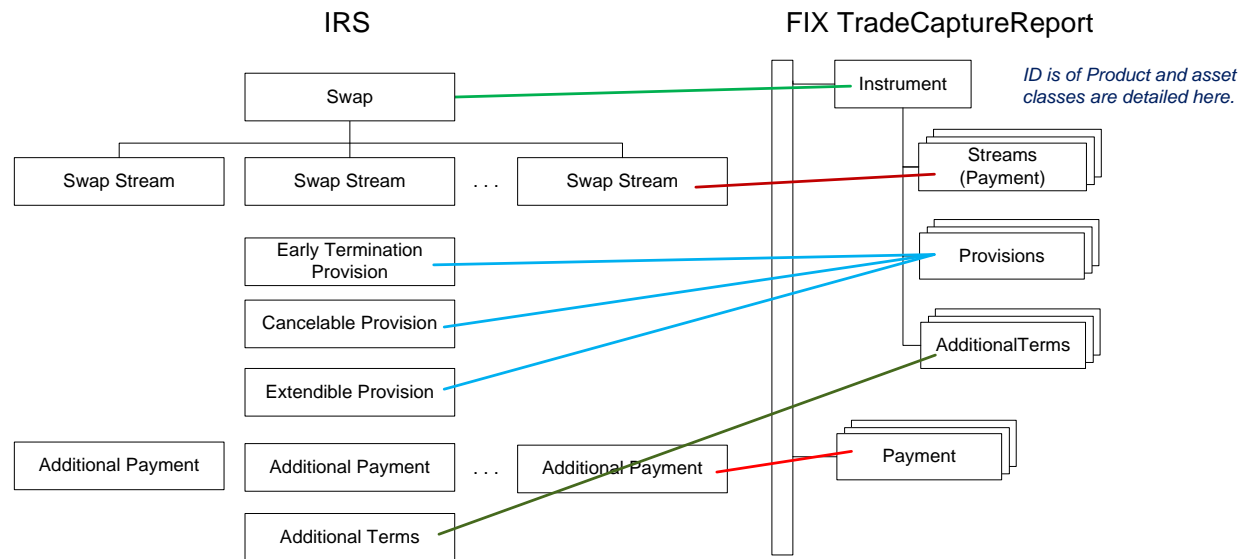 IRS
FIX TradeCaptureReport
Swap
Instrument
ID is of Product and asset
classes are detailed here.
Swap Stream
Swap Stream
. . .
Swap Stream
Streams
(Payment)
Early Termination
Provision
Provisions
Cancelable Provision
AdditionalTerms
Extendible Provision
Additional Payment
Additional Payment
. . .
Additional Payment
Payment
Additional Terms